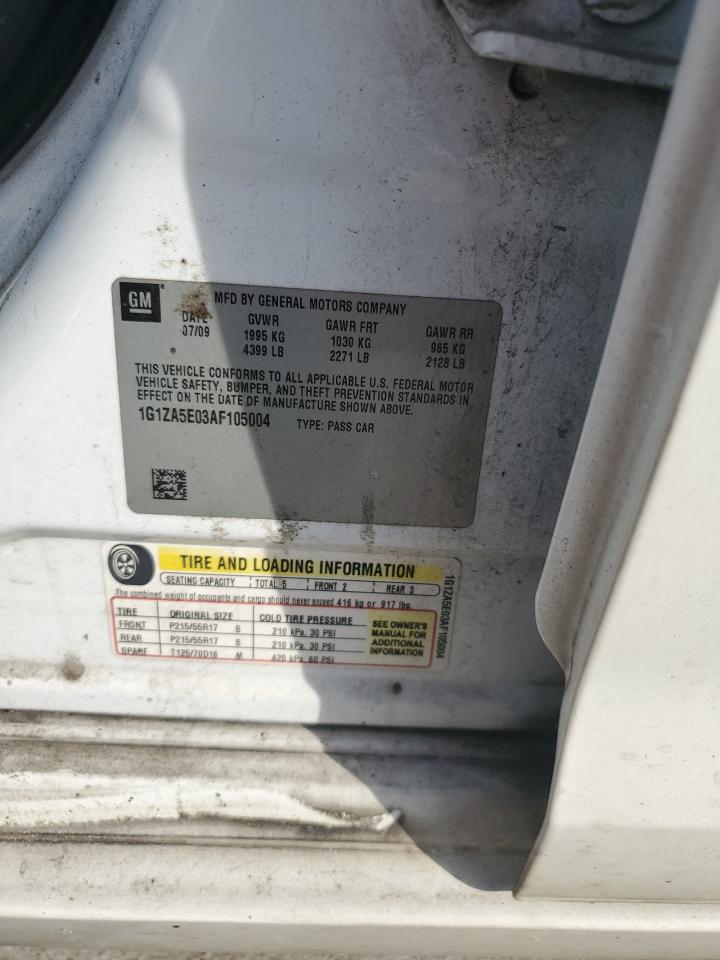 GM
MFD BY GENERAL MOTORS COMPANY
DATE GVWR GAWR FRT GAWR RR
07/09 1995 KG 1030 KG 965 KG
4399 LB 2271 LB 2128 LB
THIS VEHICLE CONFORMS TO ALL APPLICABLE U.S. FEDERAL MOTOR
VEHICLE SAFETY, BUMPER, AND THEFT PREVENTION STANDARDS IN
EFFECT ON THE DATE OF MANUFACTURE SHOWN ABOVE.
1G1ZA5E03AF105004 TYPE: PASS CAR
TIRE AND LOADING INFORMATION
SEATING CAPACITY TOTAL 5 FRONT 2 REAR 3
The combined weight of occupants and cargo should never exceed 416 kg or 917 lbs.
TIRE ORIGINAL SIZE COLD TIRE PRESSURE
FRONT P215/55R17 S 210 kPa, 30 PSI
REAR P215/55R17 S 210 kPa, 30 PSI
SPARE T125/70D16 M 420 kPa, 60 PSI
SEE OWNER'S
MANUAL FOR
ADDITIONAL
INFORMATION
1G1ZA5E03AF105004